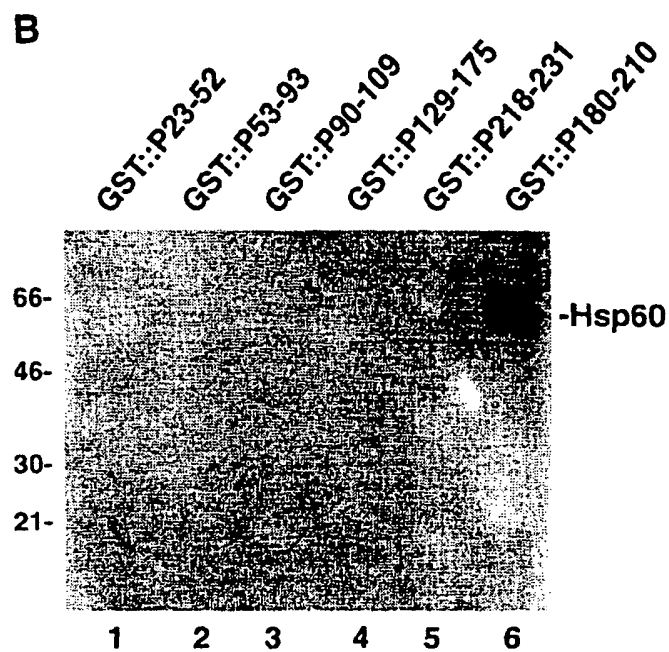 B
GST::P23-52
GST::P53-93
GST::P90-109
GST::P129-175
GST::P218-231
GST::P180-210
66-
-Hsp60
46-
30-
21-
1 2 3 4 5 6